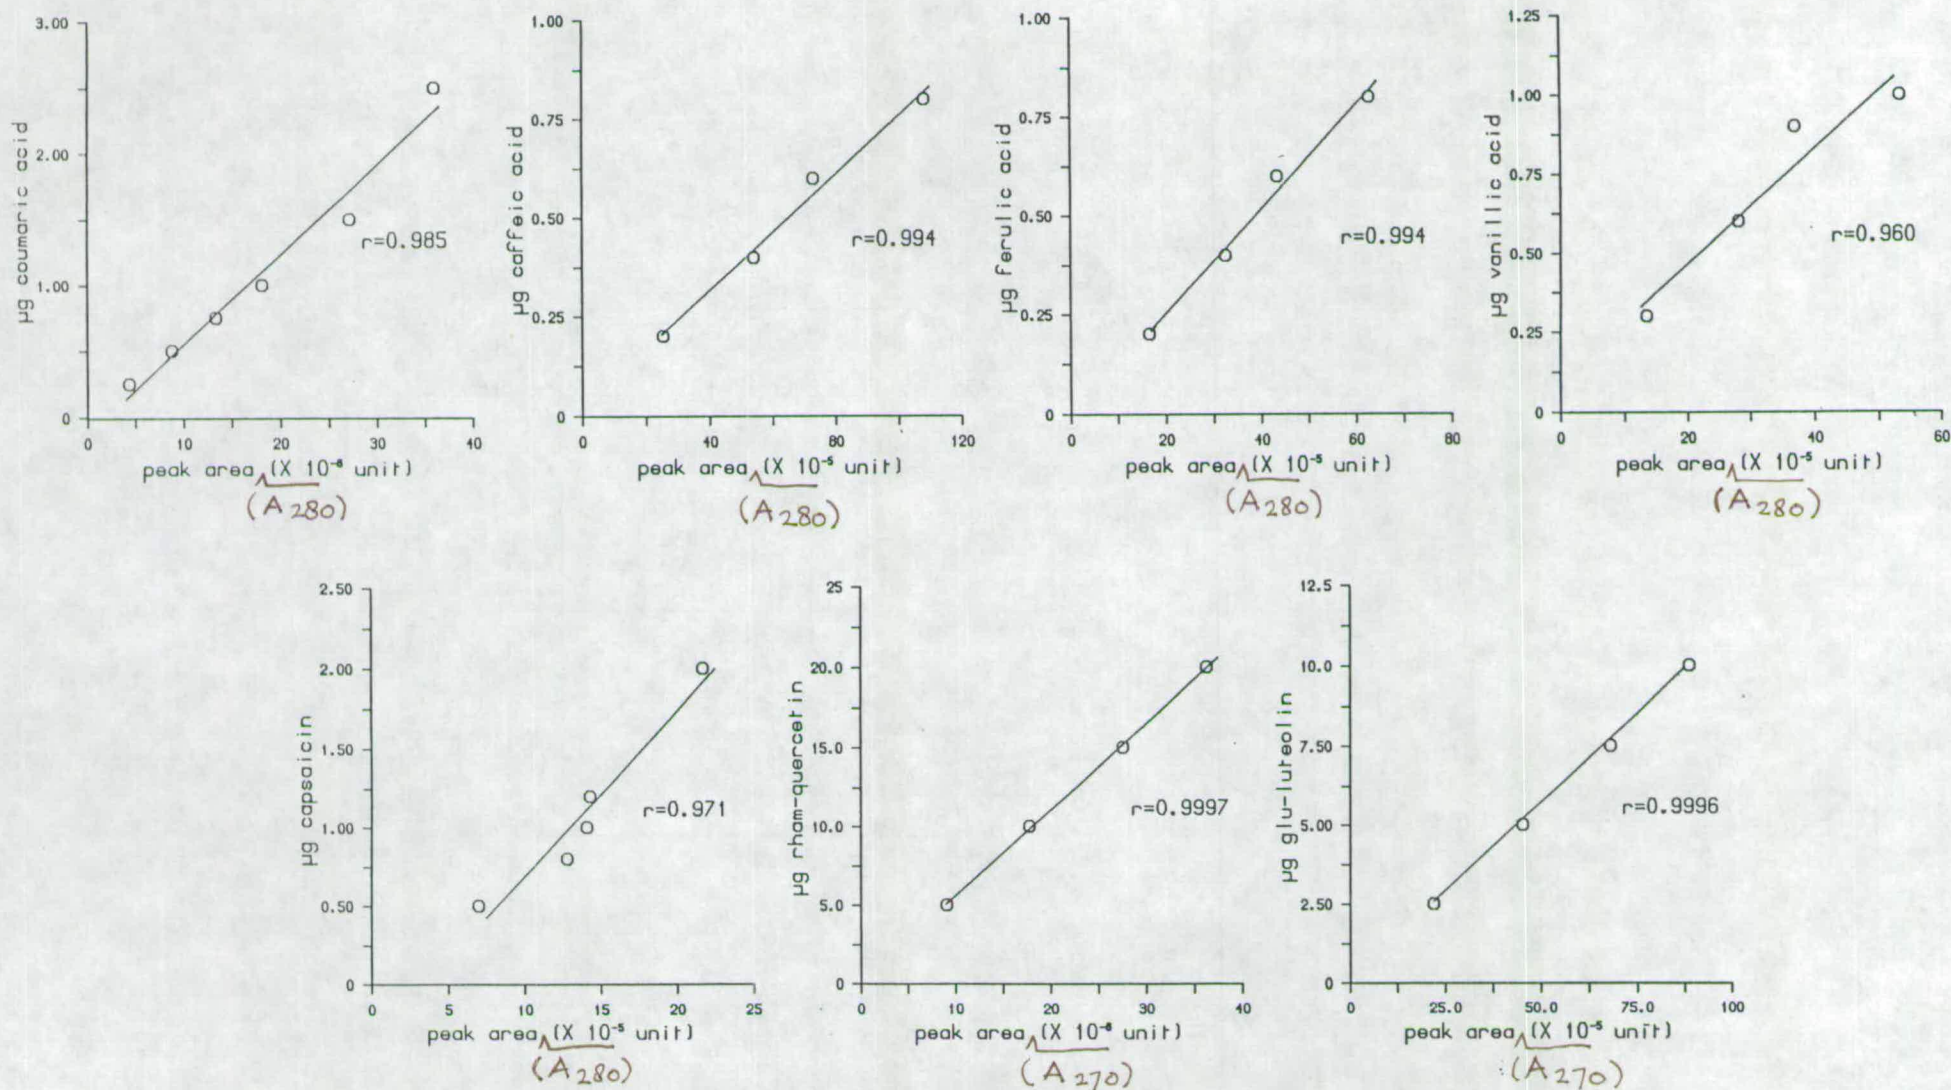 3.00
2.00
1.00
0
0 10 20 30 40
µg coumaric acid
r=0.985
peak area (X 10⁻⁶ unit)
(A 280)
1.00
0.75
0.50
0.25
0
0 40 80 120
µg caffeic acid
r=0.994
peak area (X 10⁻⁵ unit)
(A 280)
1.00
0.75
0.50
0.25
0
0 20 40 60 80
µg ferulic acid
r=0.994
peak area (X 10⁻⁵ unit)
(A 280)
1.25
1.00
0.75
0.50
0.25
0
0 20 40 60
µg vanillic acid
r=0.960
peak area (X 10⁻⁵ unit)
(A 280)
2.50
2.00
1.50
1.00
0.50
0
0 5 10 15 20 25
µg capsaicin
r=0.971
peak area (X 10⁻⁵ unit)
(A 280)
25
20.0
15.0
10.0
5.0
0
0 10 20 30 40
µg rham-quercetin
r=0.9997
peak area (X 10⁻⁶ unit)
(A 270)
12.5
10.0
7.50
5.00
2.50
0
0 25.0 50.0 75.0 100
µg glu-luteolin
r=0.9996
peak area (X 10⁻⁵ unit)
(A 270)